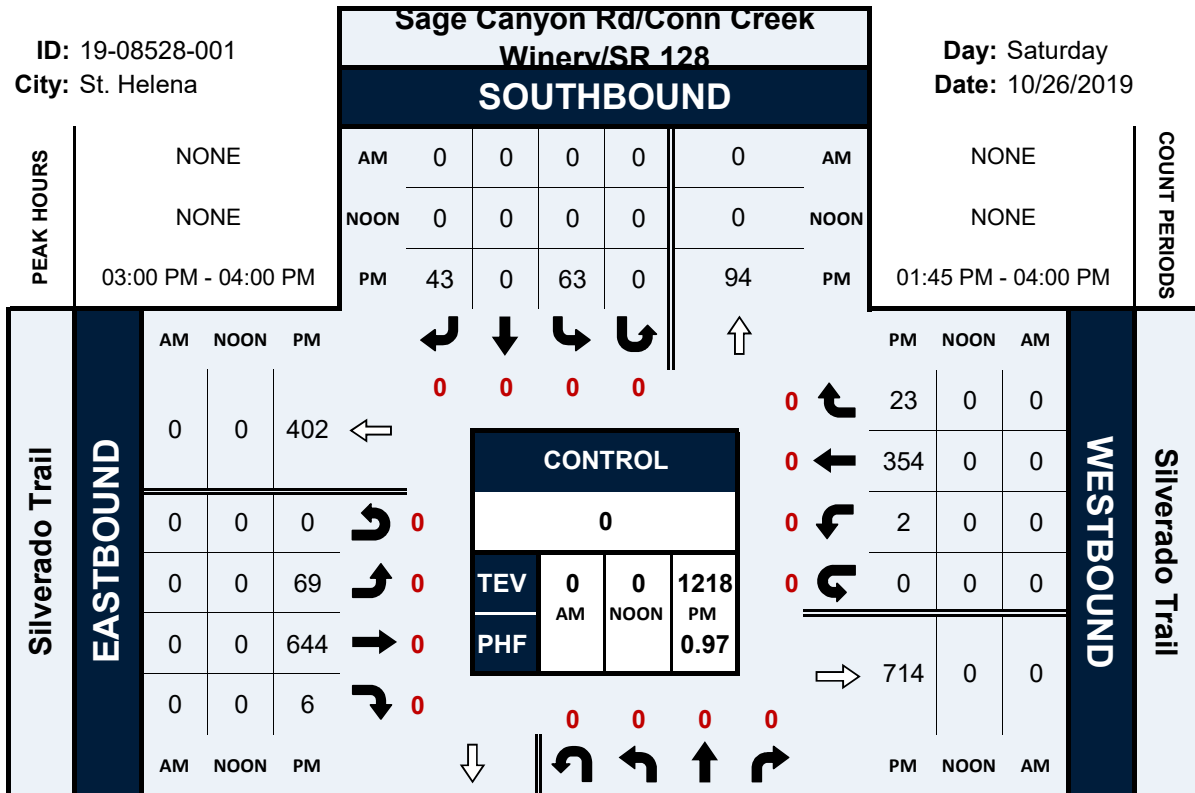 Sage Canyon Rd/Conn Creek
Winery/SR 128
ID: 19-08528-001
City: St. Helena
Day: Saturday
Date: 10/26/2019
SOUTHBOUND
PEAK HOURS
NONE
NONE
03:00 PM - 04:00 PM
AM 0 0 0 0 0 AM
NOON 0 0 0 0 0 NOON
PM 43 0 63 0 94 PM
NONE
NONE
01:45 PM - 04:00 PM
COUNT PERIODS
0 0 0 0
Silverado Trail
EASTBOUND
AM NOON PM
0 0 402
0 0 0 0
0 0 69 0
0 0 644 0
0 0 6 0
AM NOON PM
CONTROL
0
TEV 0 0 1218
AM NOON PM
PHF 0.97
PM NOON AM
0 23 0 0
0 354 0 0
0 2 0 0
0 0 0 0
714 0 0
PM NOON AM
WESTBOUND
Silverado Trail
0 0 0 0